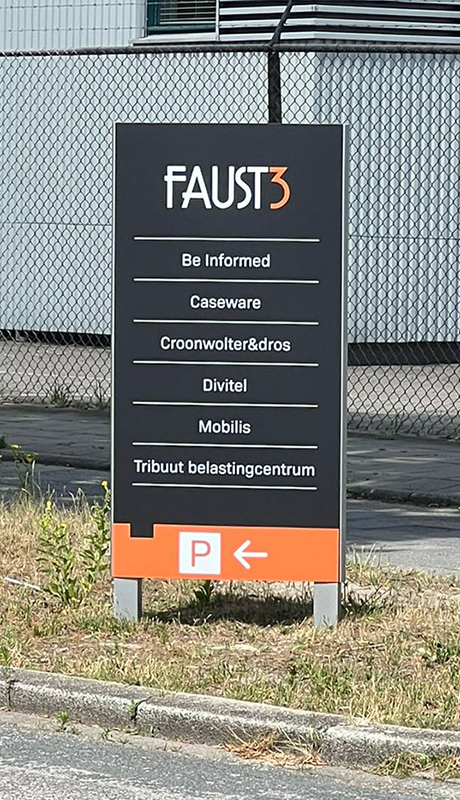 FAUST3
Be Informed
Caseware
Croonwolter&dros
Divitel
Mobilis
Tribuut belastingcentrum
P ←